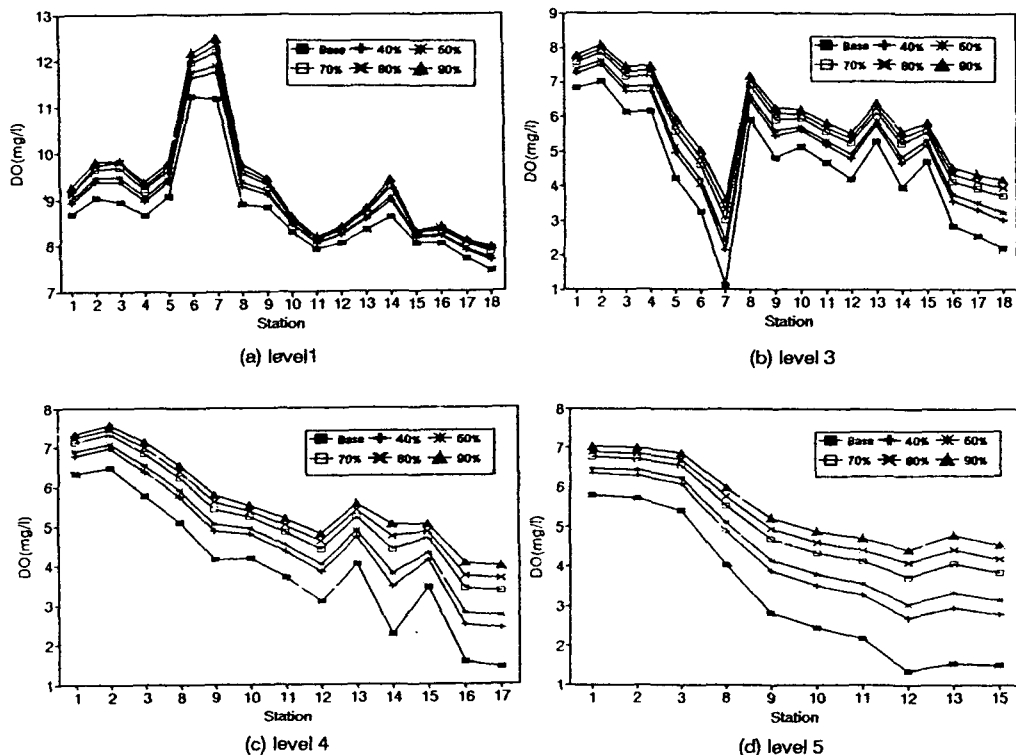 13
12
11
10
9
8
7
DO(mg/l)
Base 40% 50%
70% 80% 90%
1 2 3 4 5 6 7 8 9 10 11 12 13 14 15 16 17 18
Station
(a) level1
9
8
7
6
5
4
3
2
1
DO(mg/l)
Base 40% 50%
70% 80% 90%
1 2 3 4 5 6 7 8 9 10 11 12 13 14 15 16 17 18
Station
(b) level 3
8
7
6
5
4
3
2
1
DO(mg/l)
Base 40% 50%
70% 80% 90%
1 2 3 8 9 10 11 12 13 14 15 16 17
Station
(c) level 4
8
7
6
5
4
3
2
1
DO(mg/l)
Base 40% 50%
70% 80% 90%
1 2 3 8 9 10 11 12 13 15
Station
(d) level 5